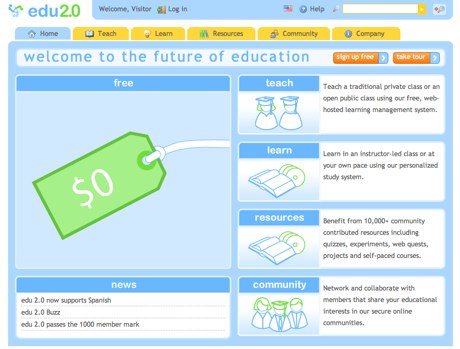 edu2.0
Welcome, Visitor Log in Help
Home Teach Learn Resources Community Company
welcome to the future of education sign up free take tour
free
$0
news
edu 2.0 now supports Spanish
edu 2.0 Buzz
edu 2.0 passes the 1000 member mark
teach
Teach a traditional private class or an
open public class using our free, web-
hosted learning management system.
learn
Learn in an instructor-led class or at
your own pace using our personalized
study system.
resources
Benefit from 10,000+ community
contributed resources including
quizzes, experiments, web quests,
projects and self-paced courses.
community
Network and collaborate with
members that share your educational
interests in our secure online
communities.